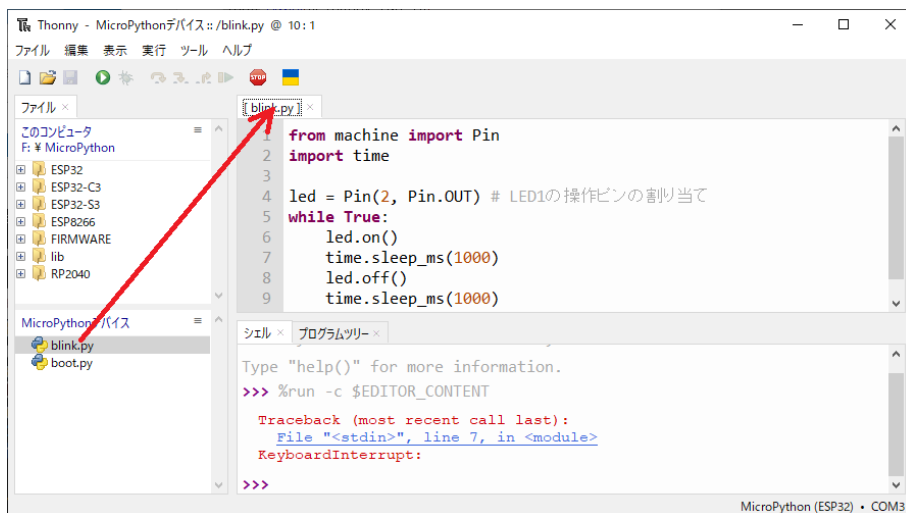 Thonny - MicroPythonデバイス :: /blink.py @ 10:1
ファイル 編集 表示 実行 ツール ヘルプ
STOP
ファイル ×
このコンピュータ
F: ¥ MicroPython
ESP32
ESP32-C3
ESP32-S3
ESP8266
FIRMWARE
lib
RP2040
MicroPythonデバイス
blink.py
boot.py
[ blink.py ] ×
1 from machine import Pin
2 import time
3
4 led = Pin(2, Pin.OUT) # LED1の操作ピンの割り当て
5 while True:
6 led.on()
7 time.sleep_ms(1000)
8 led.off()
9 time.sleep_ms(1000)
シェル × プログラムツリー ×
Type "help()" for more information.
>>> %run -c $EDITOR_CONTENT
Traceback (most recent call last):
File "<stdin>", line 7, in <module>
KeyboardInterrupt:
>>>
MicroPython (ESP32) • COM3